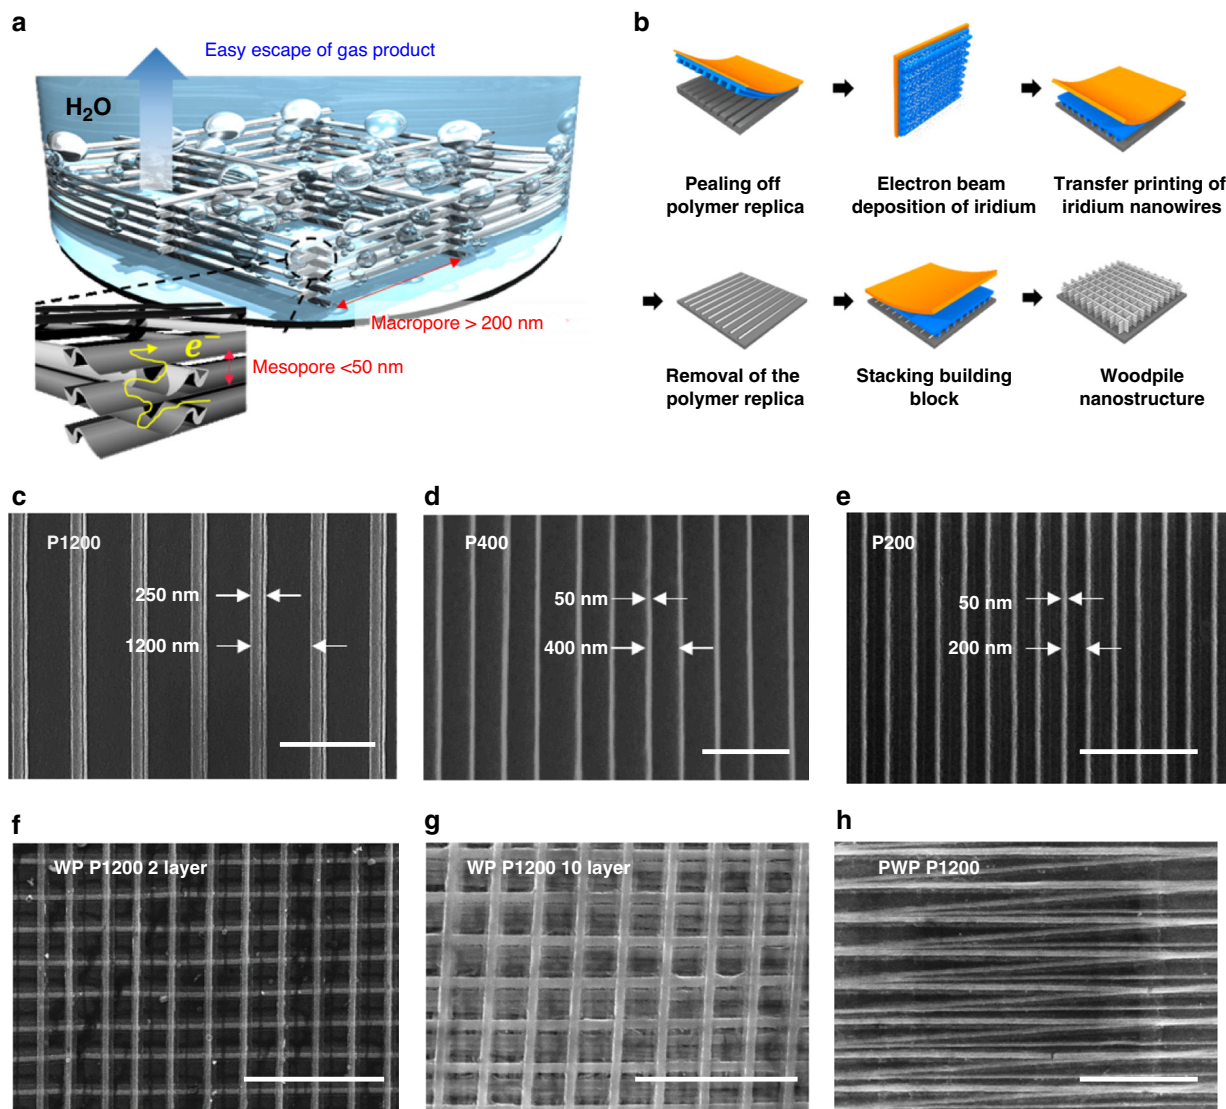 a
Easy escape of gas product
H₂O
Macropore > 200 nm
e⁻
Mesopore <50 nm
b
Pealing off
polymer replica
Electron beam
deposition of iridium
Transfer printing of
iridium nanowires
Removal of the
polymer replica
Stacking building
block
Woodpile
nanostructure
c
P1200
250 nm
1200 nm
d
P400
50 nm
400 nm
e
P200
50 nm
200 nm
f
WP P1200 2 layer
g
WP P1200 10 layer
h
PWP P1200